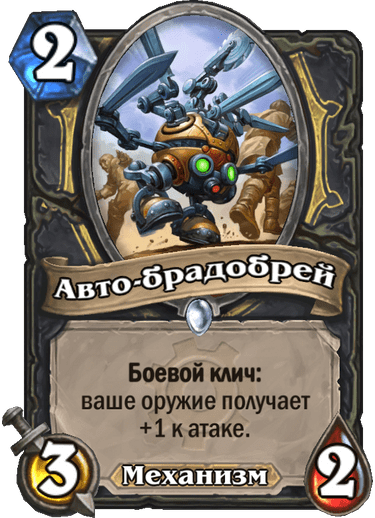 2
Авто-брадобрей
Боевой клич:
ваше оружие получает
+1 к атаке.
3
Механизм
2